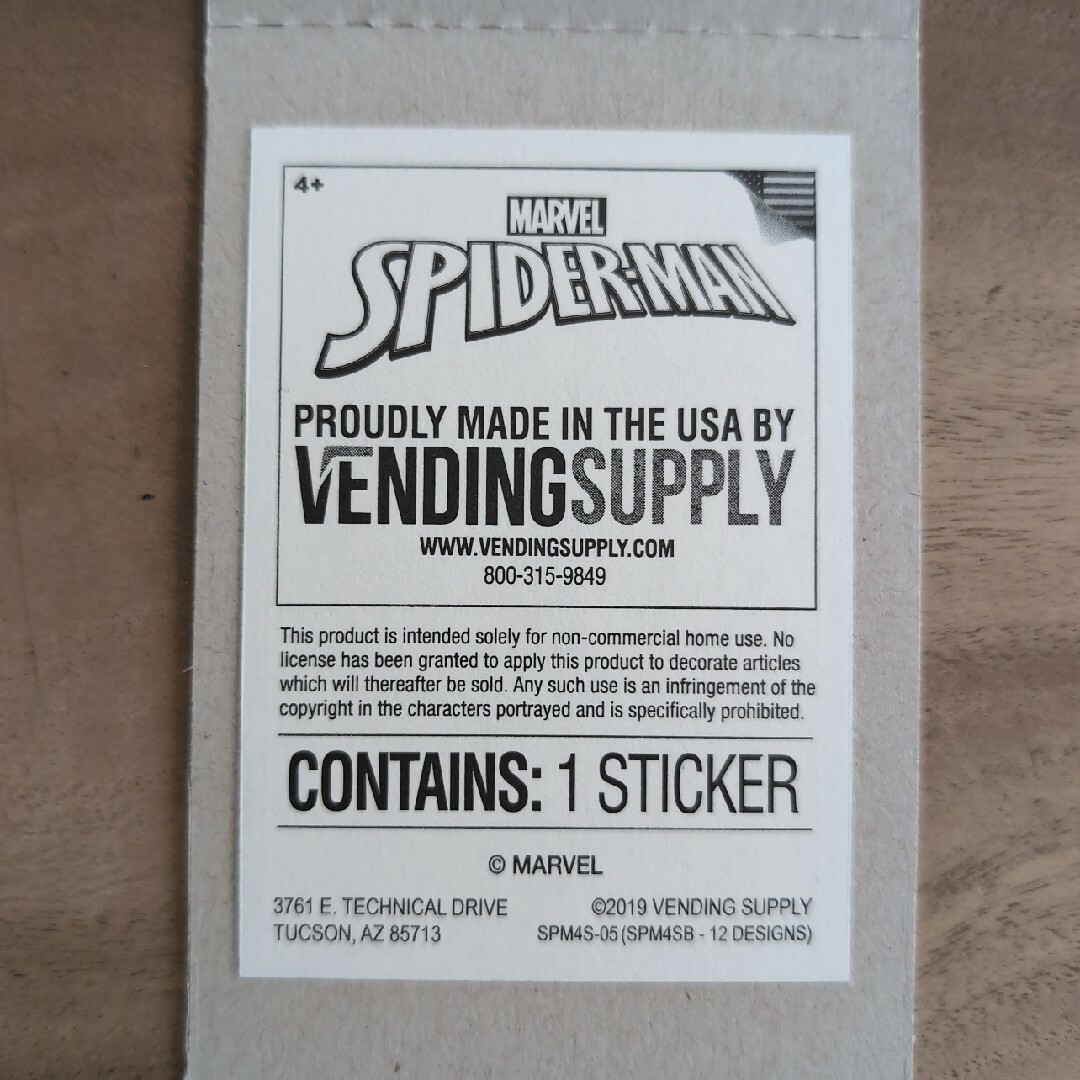 4+
MARVEL
SPIDER-MAN
PROUDLY MADE IN THE USA BY
VENDINGSUPPLY
WWW.VENDINGSUPPLY.COM
800-315-9849
This product is intended solely for non-commercial home use. No
license has been granted to apply this product to decorate articles
which will thereafter be sold. Any such use is an infringement of the
copyright in the characters portrayed and is specifically prohibited.
CONTAINS: 1 STICKER
© MARVEL
3761 E. TECHNICAL DRIVE
TUCSON, AZ 85713
©2019 VENDING SUPPLY
SPM4S-05 (SPM4SB - 12 DESIGNS)